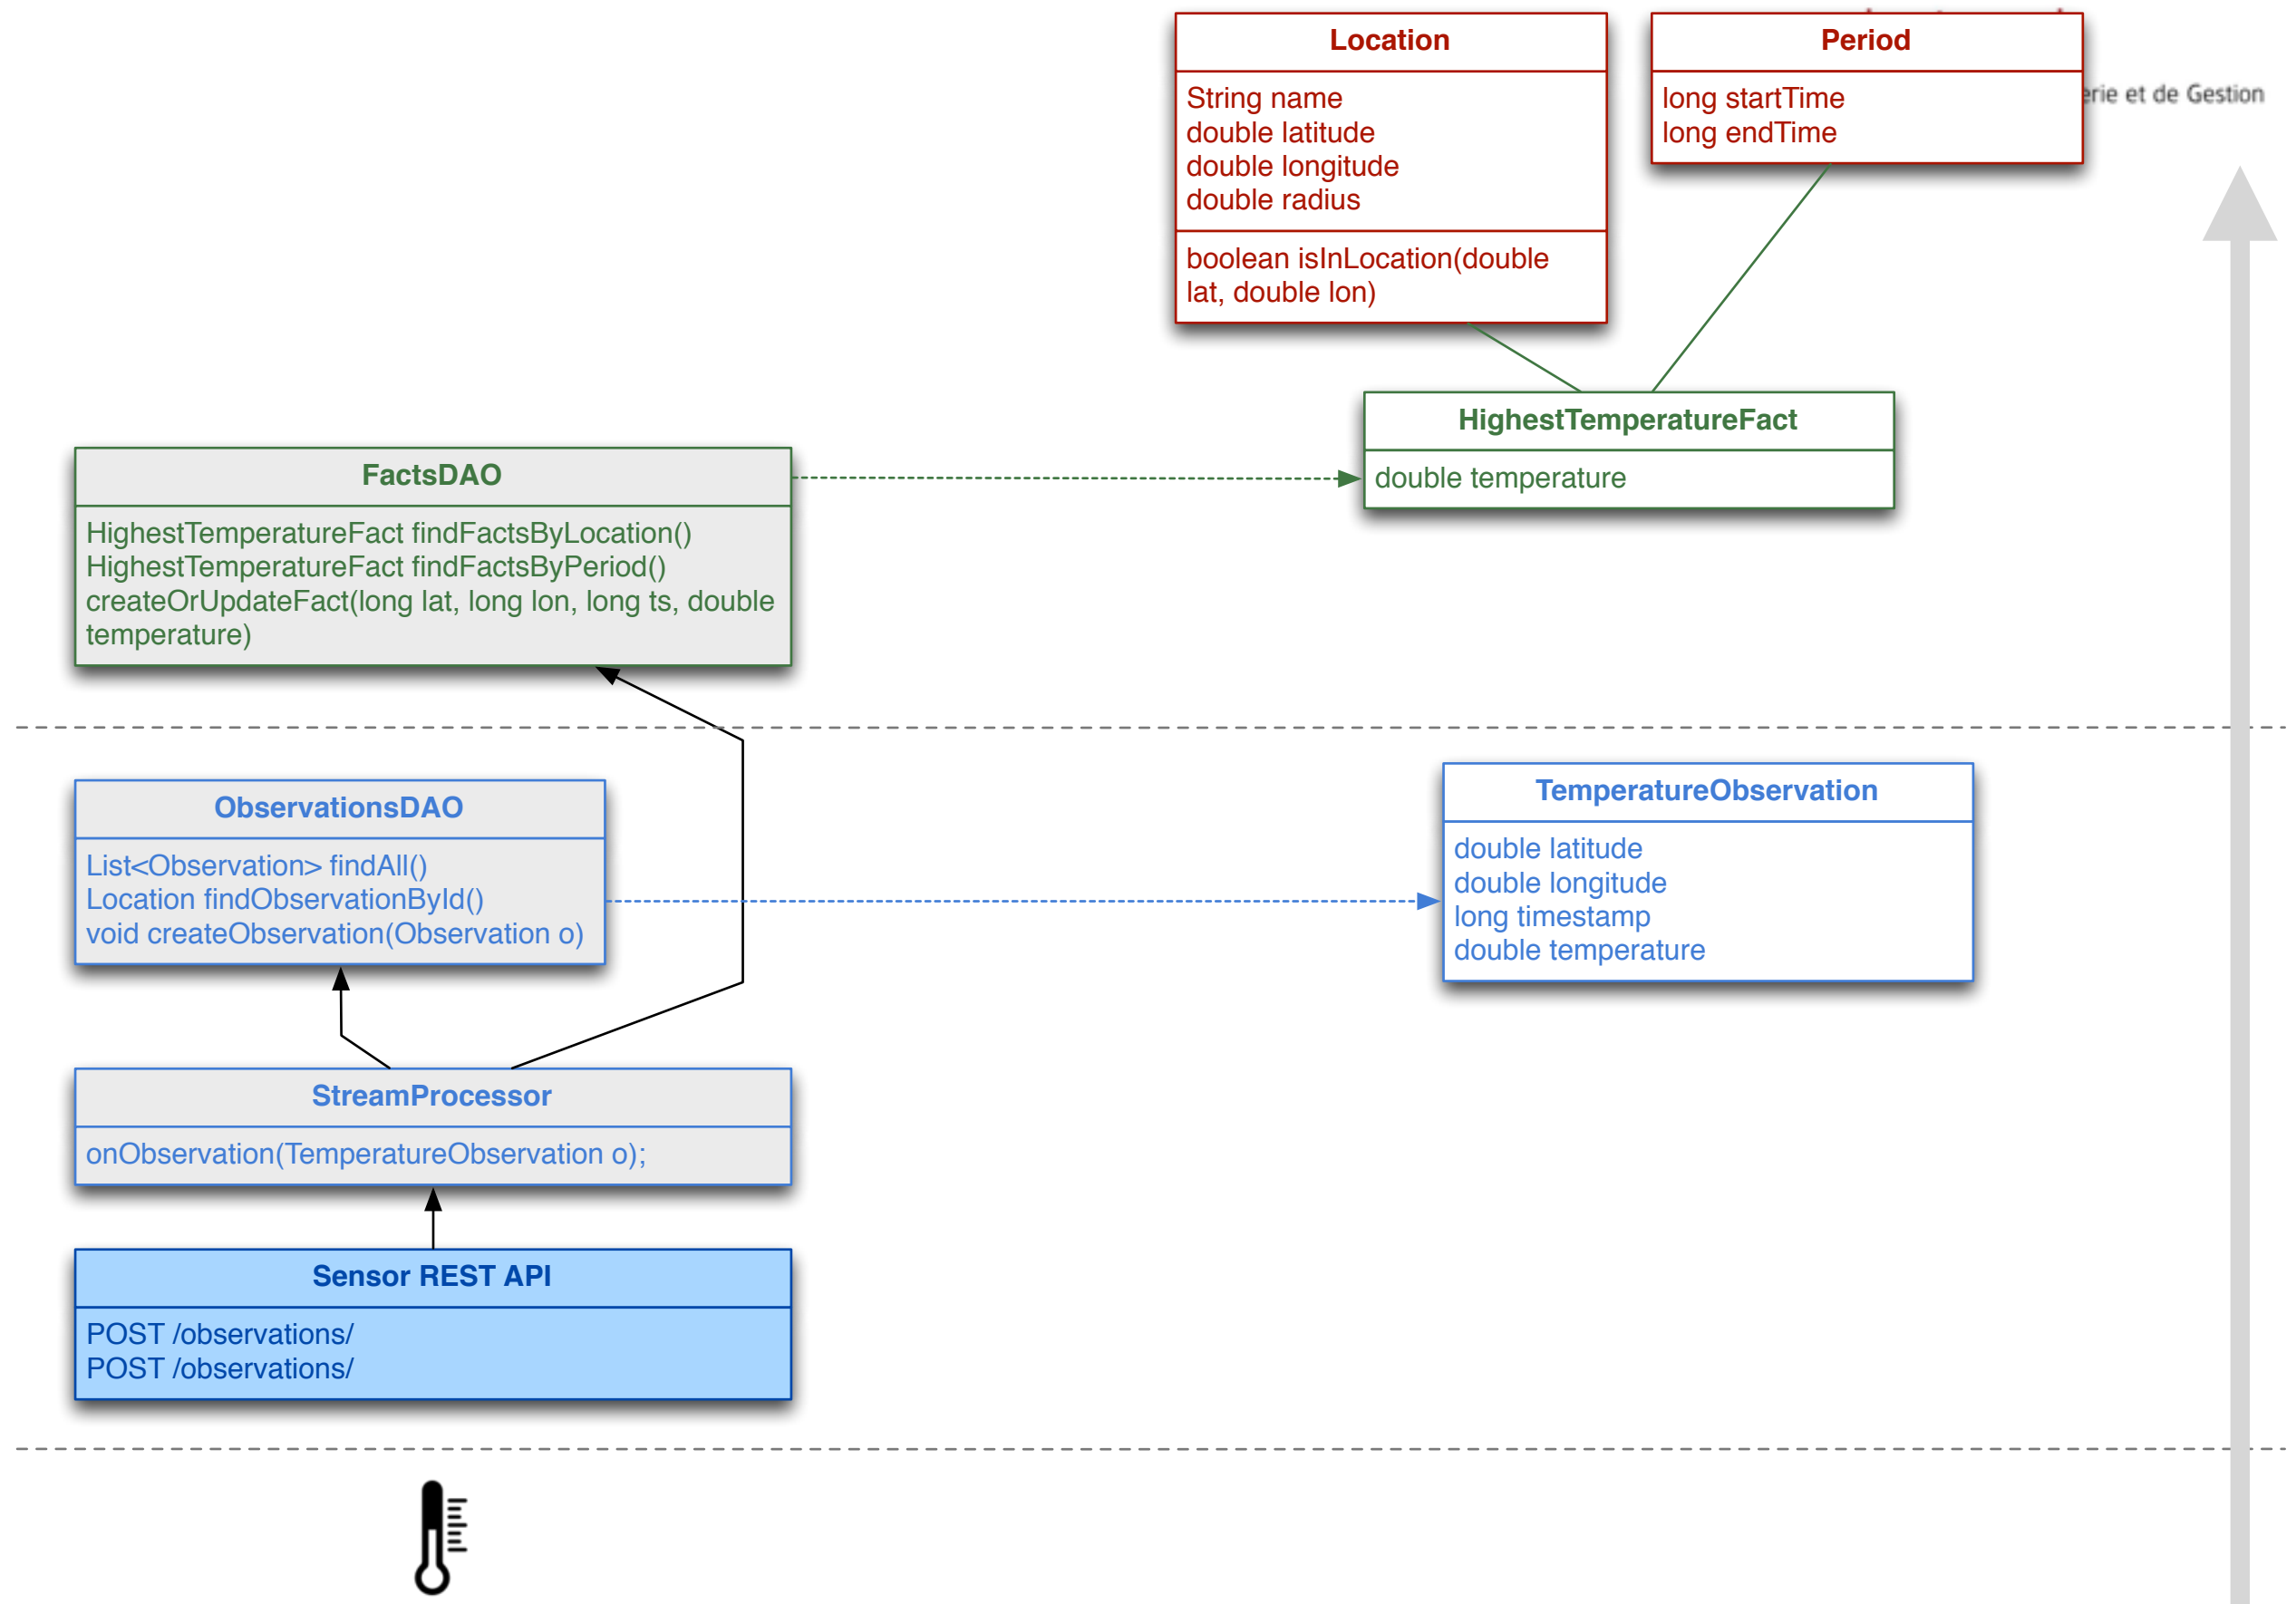 Location
String name
double latitude
double longitude
double radius
boolean isInLocation(double
lat, double lon)
Period
long startTime
long endTime
et de Gestion
HighestTemperatureFact
double temperature
FactsDAO
HighestTemperatureFact findFactsByLocation()
HighestTemperatureFact findFactsByPeriod()
createOrUpdateFact(long lat, long lon, long ts, double
temperature)
ObservationsDAO
List<Observation> findAll()
Location findObservationById()
void createObservation(Observation o)
TemperatureObservation
double latitude
double longitude
long timestamp
double temperature
StreamProcessor
onObservation(TemperatureObservation o);
Sensor REST API
POST /observations/
POST /observations/